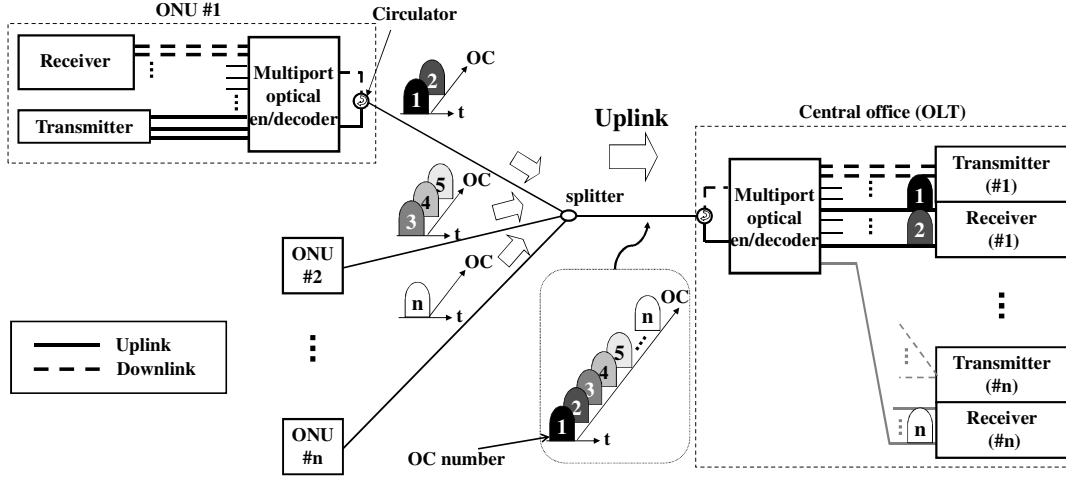 ONU #1
Circulator
Receiver
Multiport
optical
en/decoder
Transmitter
OC
2
1
t
Uplink
Central office (OLT)
OC
5
4
3
t
splitter
Multiport
optical
en/decoder
Transmitter
(#1)
1
Receiver
(#1)
2
ONU
#2
OC
n
t
OC
n
5
4
3
2
1
t
Uplink
Downlink
Transmitter
(#n)
Receiver
(#n)
n
ONU
#n
OC number